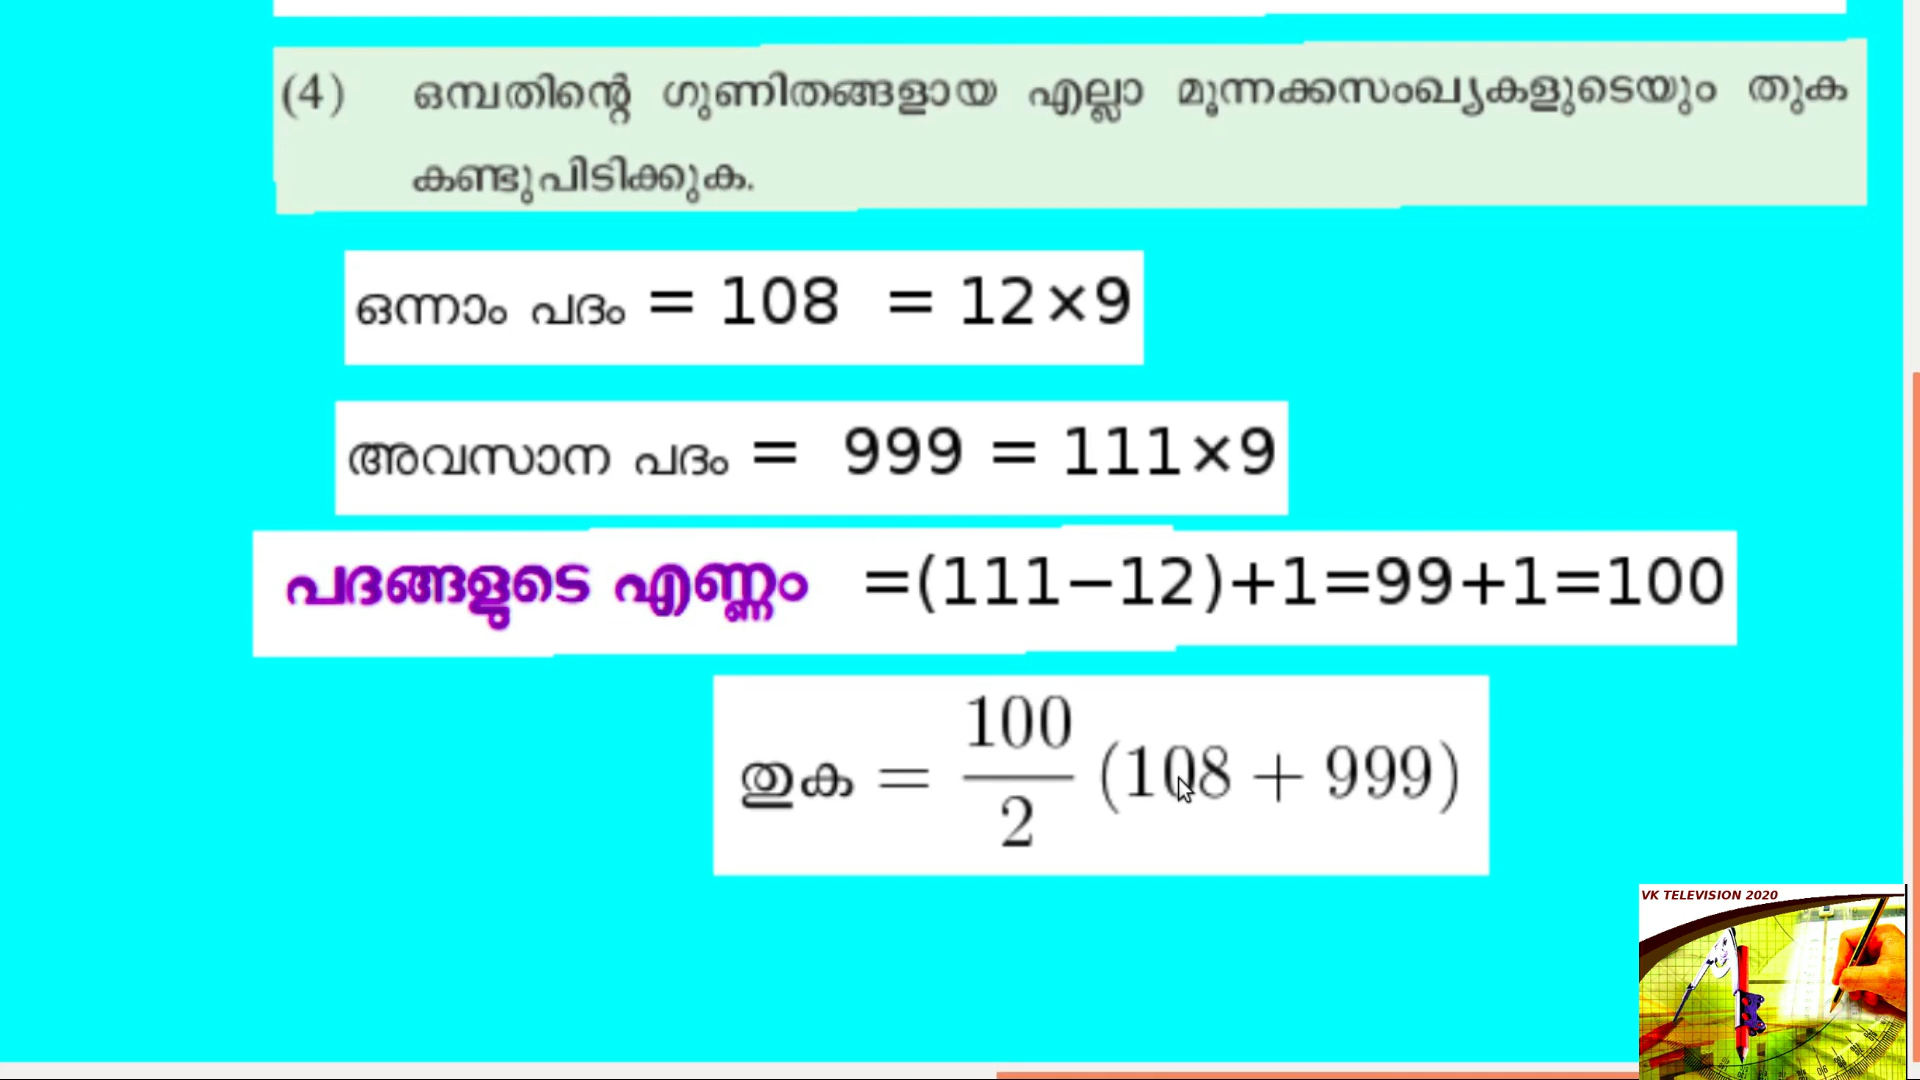 (4) ഒമ്പതിന്റെ ഗുണിതങ്ങളായ എല്ലാ മൂന്നക്കസംഖ്യകളുടെയും തുക
കണ്ടുപിടിക്കുക.
ഒന്നാം പദം = 108 = 12×9
അവസാന പദം = 999 = 111×9
പദങ്ങളുടെ എണ്ണം =(111−12)+1=99+1=100
തുക = 100/2 (108 + 999)
VK TELEVISION 2020